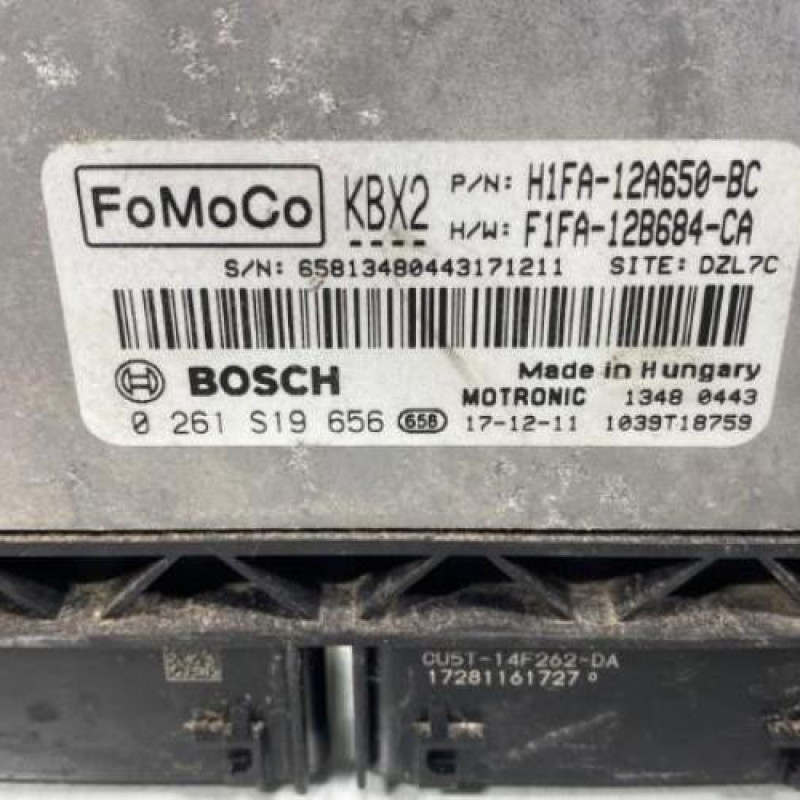 FoMoCo KBX2 P/N: H1FA-12A650-BC
H/W: F1FA-12B684-CA
S/N: 65813480443171211 SITE: DZL7C
BOSCH Made in Hungary
MOTRONIC 1348 0443
0 261 S19 656 658 17-12-11 1039T18759
CU5T-14F262-DA
17281161727